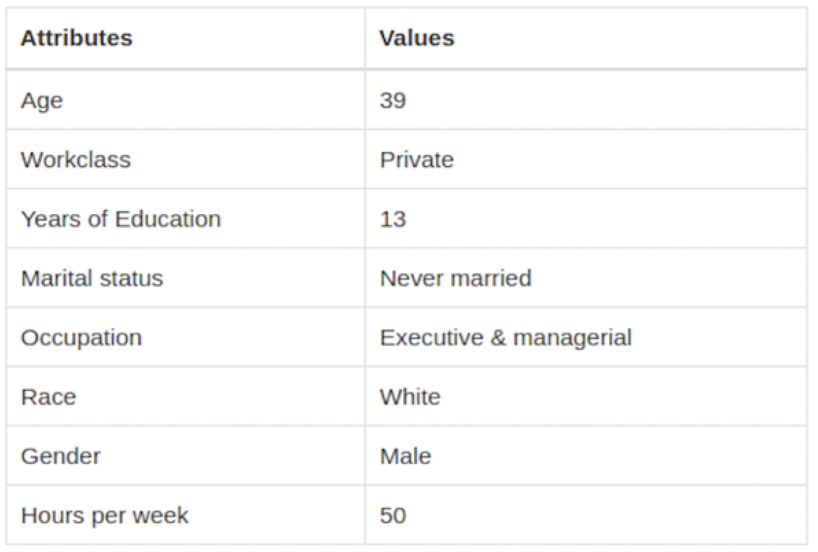 Attributes Values
Age 39
Workclass Private
Years of Education 13
Marital status Never married
Occupation Executive & managerial
Race White
Gender Male
Hours per week 50